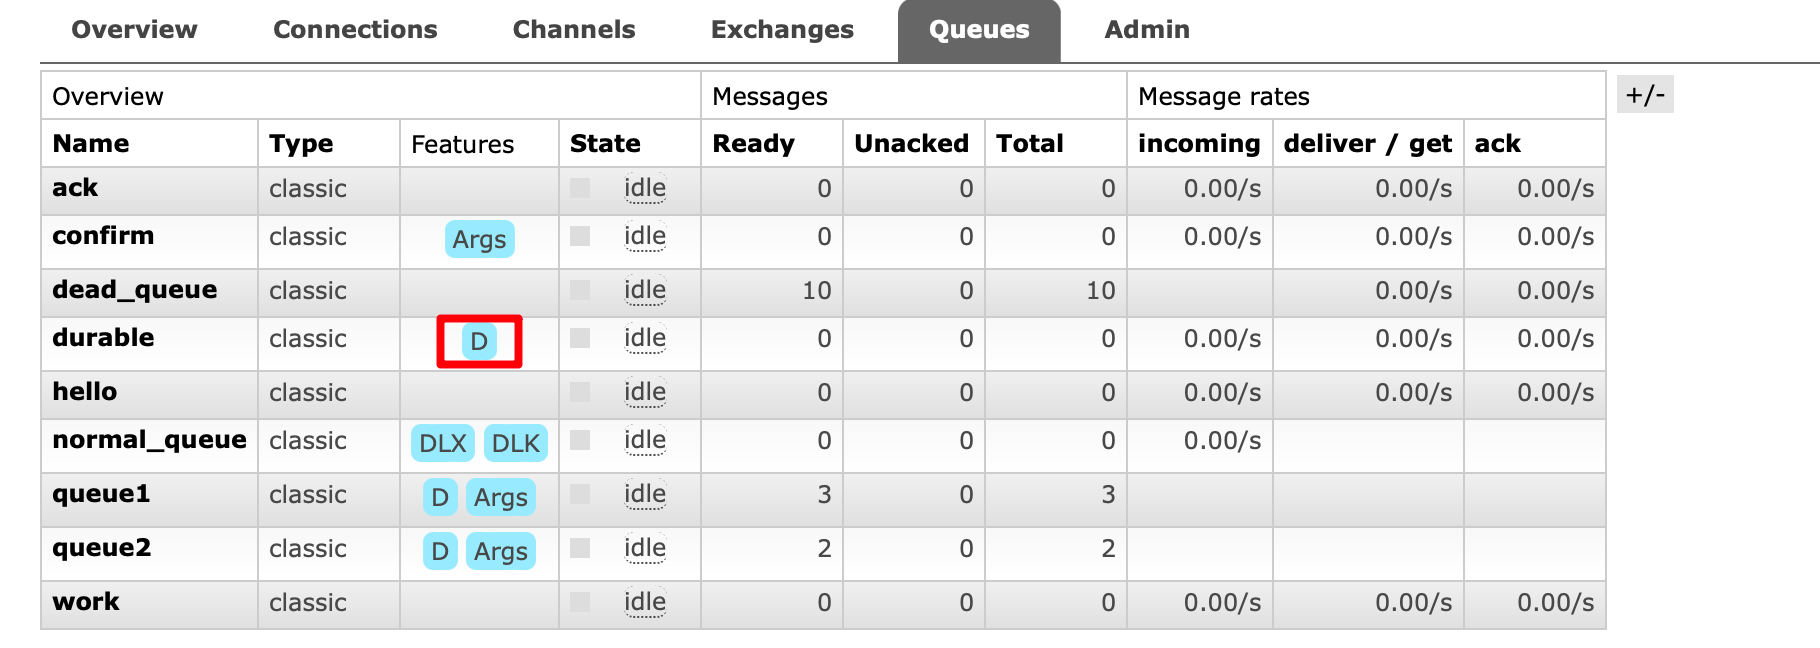 Overview Connections Channels Exchanges Queues Admin
Overview Messages Message rates +/-
Name Type Features State Ready Unacked Total incoming deliver / get ack
ack classic idle 0 0 0 0.00/s 0.00/s 0.00/s
confirm classic Args idle 0 0 0 0.00/s 0.00/s 0.00/s
dead_queue classic idle 10 0 10 0.00/s 0.00/s
durable classic D idle 0 0 0 0.00/s 0.00/s 0.00/s
hello classic idle 0 0 0 0.00/s 0.00/s 0.00/s
normal_queue classic DLX DLK idle 0 0 0 0.00/s
queue1 classic D Args idle 3 0 3
queue2 classic D Args idle 2 0 2
work classic idle 0 0 0 0.00/s 0.00/s 0.00/s